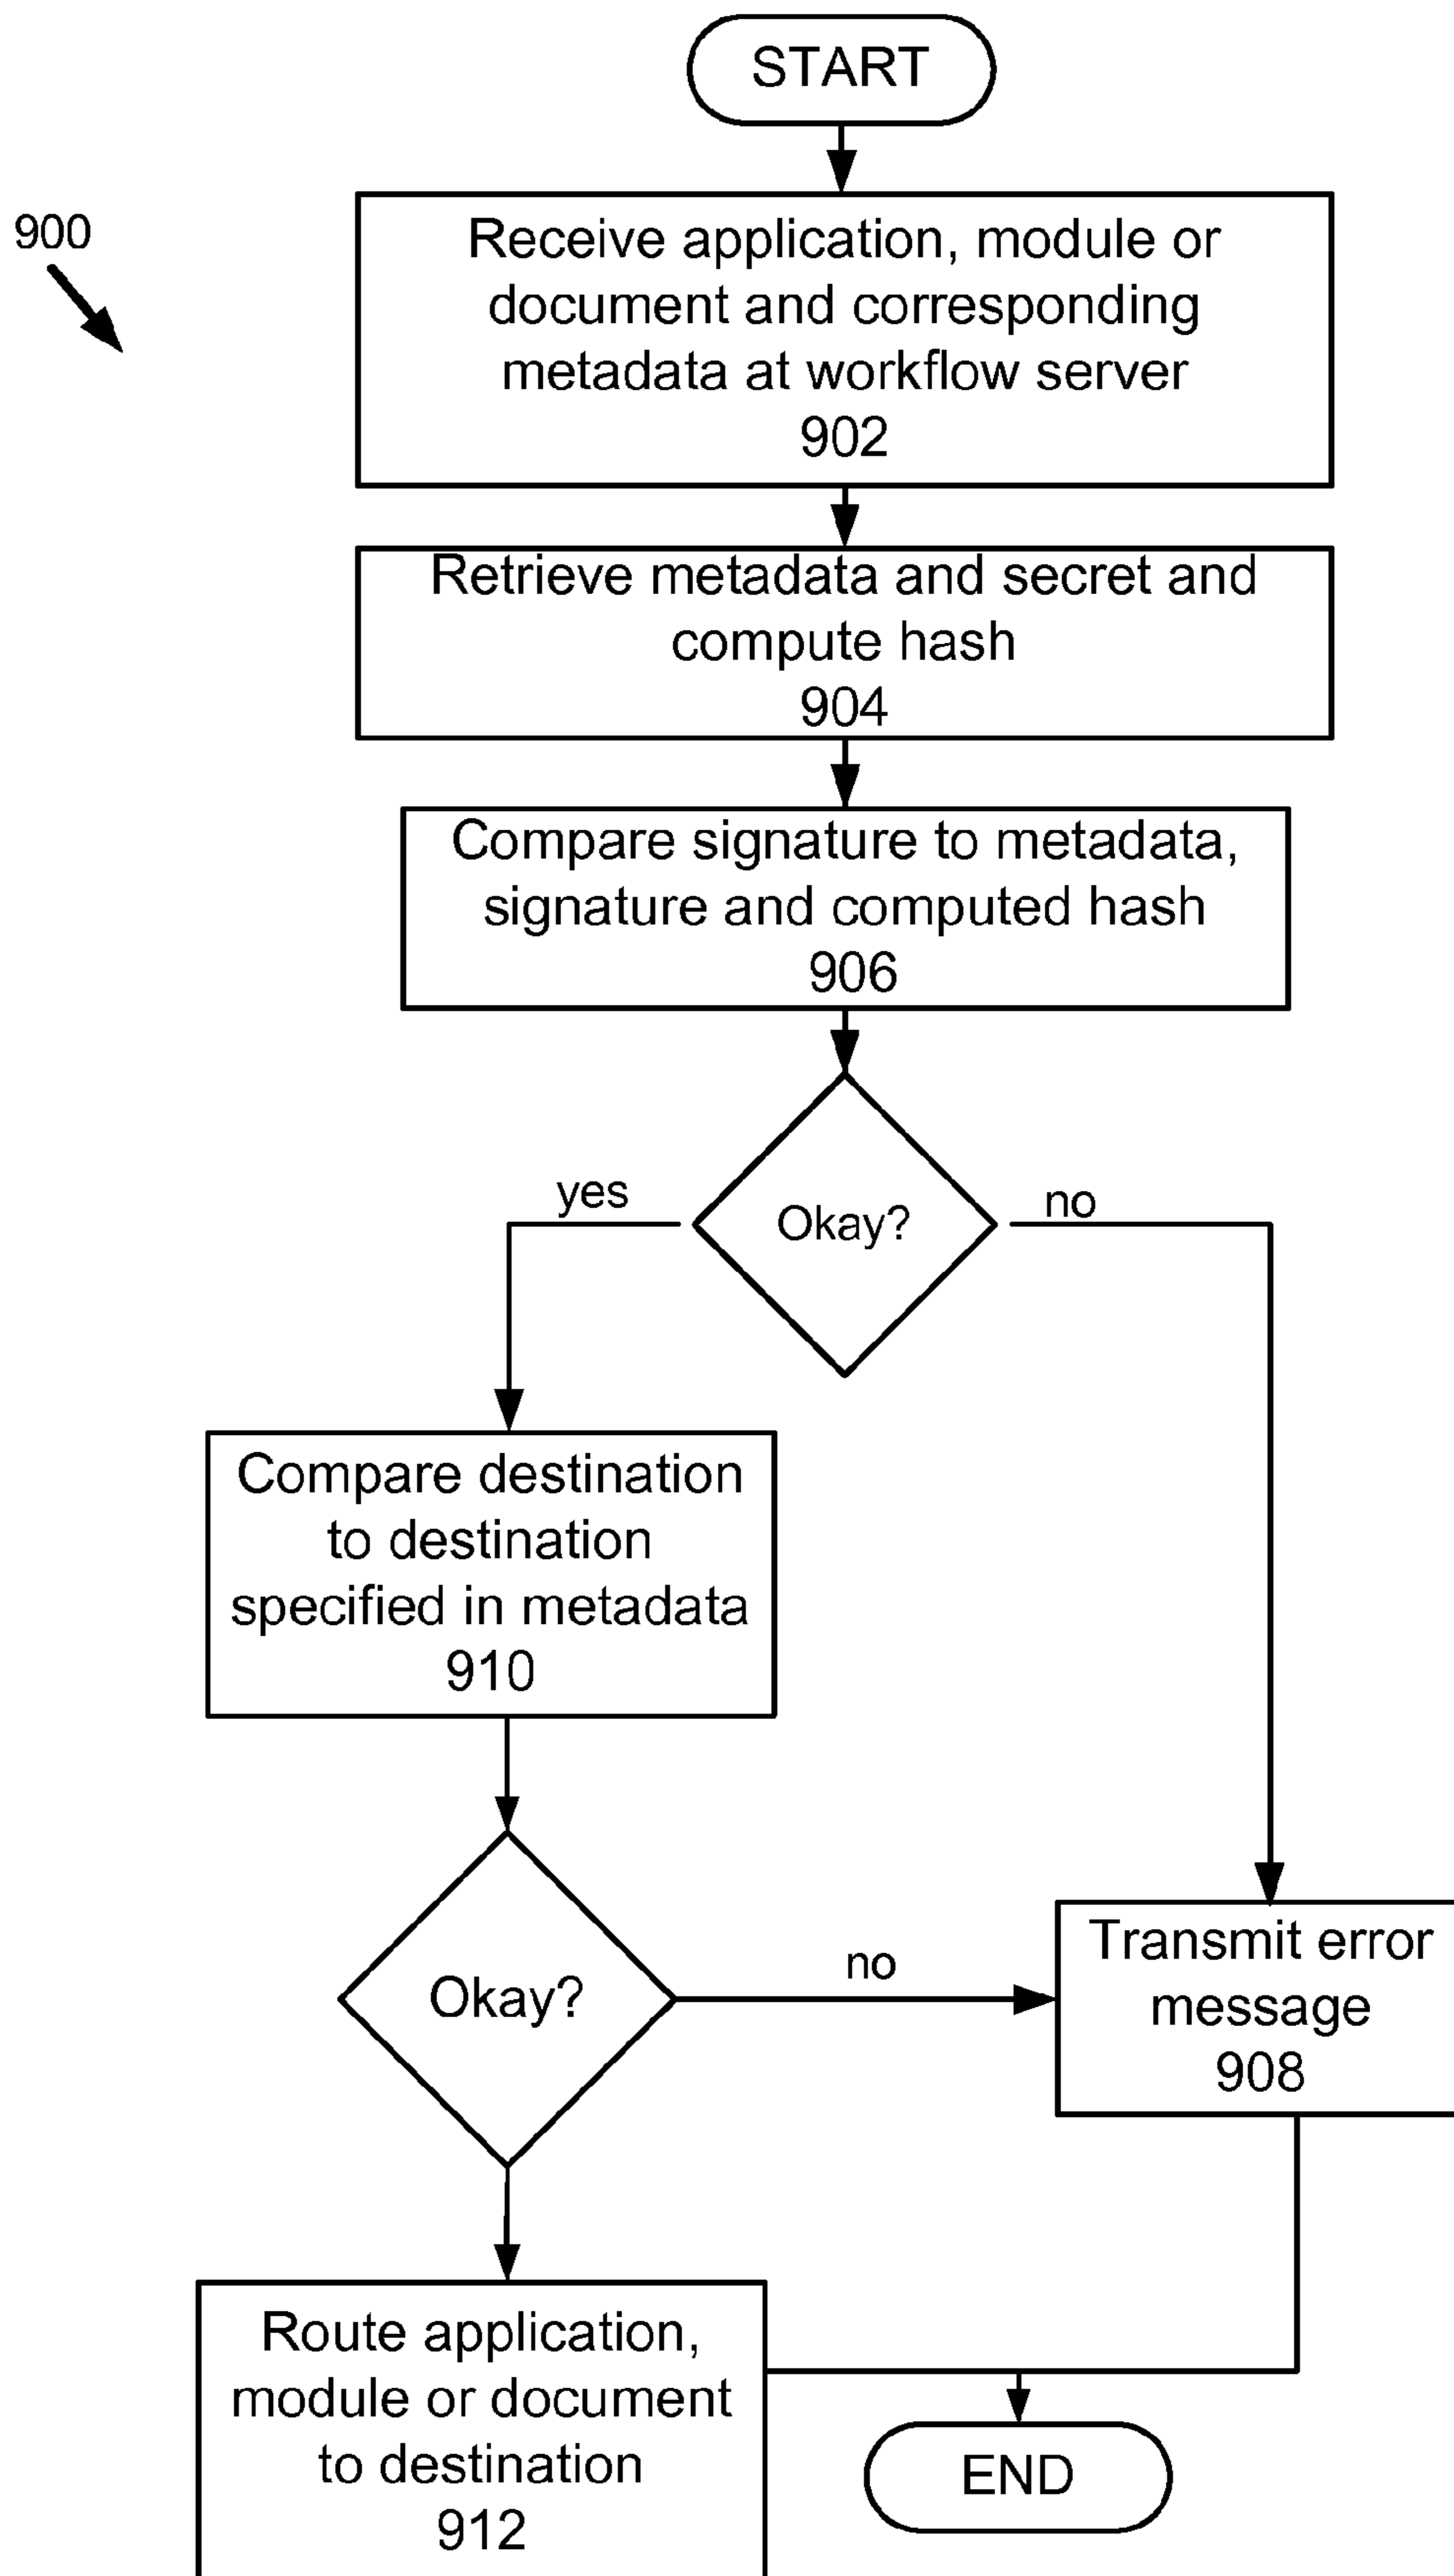 START
900
Receive application, module or
document and corresponding
metadata at workflow server
902
Retrieve metadata and secret and
compute hash
904
Compare signature to metadata,
signature and computed hash
906
yes
Okay?
no
Compare destination
to destination
specified in metadata
910
Okay?
no
Transmit error
message
908
Route application,
module or document
to destination
912
END